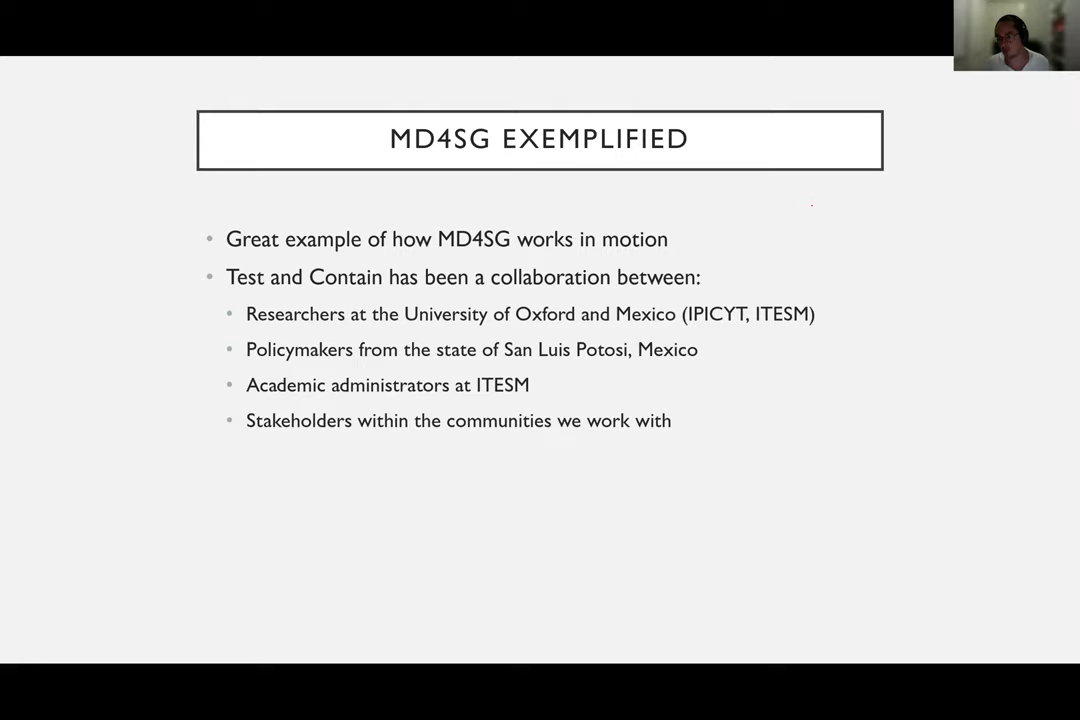 MD4SG EXEMPLIFIED
• Great example of how MD4SG works in motion
• Test and Contain has been a collaboration between:
• Researchers at the University of Oxford and Mexico (IPICYT, ITESM)
• Policymakers from the state of San Luis Potosi, Mexico
• Academic administrators at ITESM
• Stakeholders within the communities we work with